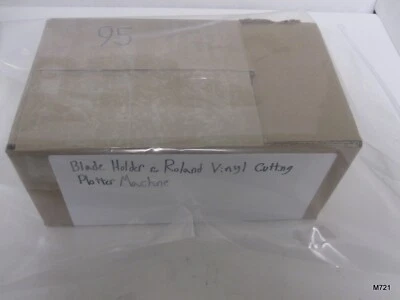 95
Blade Holder & Roland Vinyl Cutting
Plotter Machine
M721